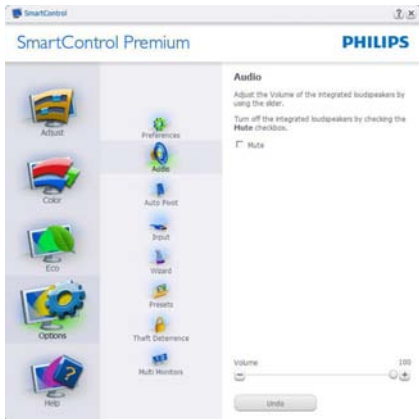 SmartControl
SmartControl Premium
PHILIPS
Adjust
Color
Eco
Options
Help
Preferences
Audio
Auto Pivot
Input
Wizard
Presets
Theft Deterrence
Multi Monitors
Audio
Adjust the Volume of the integrated loudspeakers by
using the slider.
Turn off the integrated loudspeakers by checking the
Mute checkbox.
Mute
Volume 100
Undo